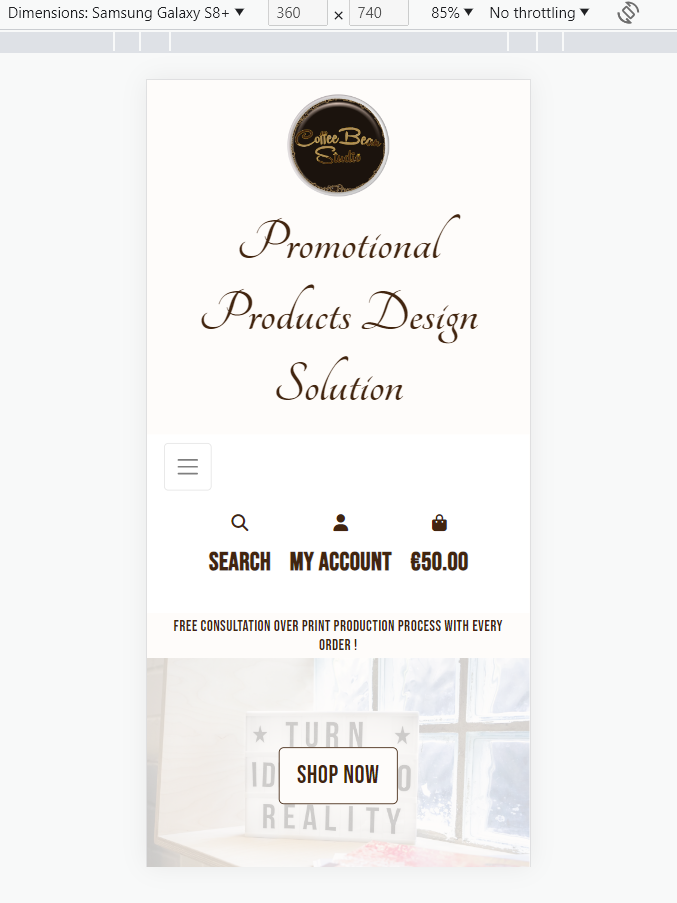 Dimensions: Samsung Galaxy S8+ ▼ 360 × 740 85% ▼ No throttling ▼
Coffee Bean
Studio
Promotional
Products Design
Solution
SEARCH MY ACCOUNT €50.00
FREE CONSULTATION OVER PRINT PRODUCTION PROCESS WITH EVERY
ORDER !
★ TURN ★
ID O
SHOP NOW
REALITY